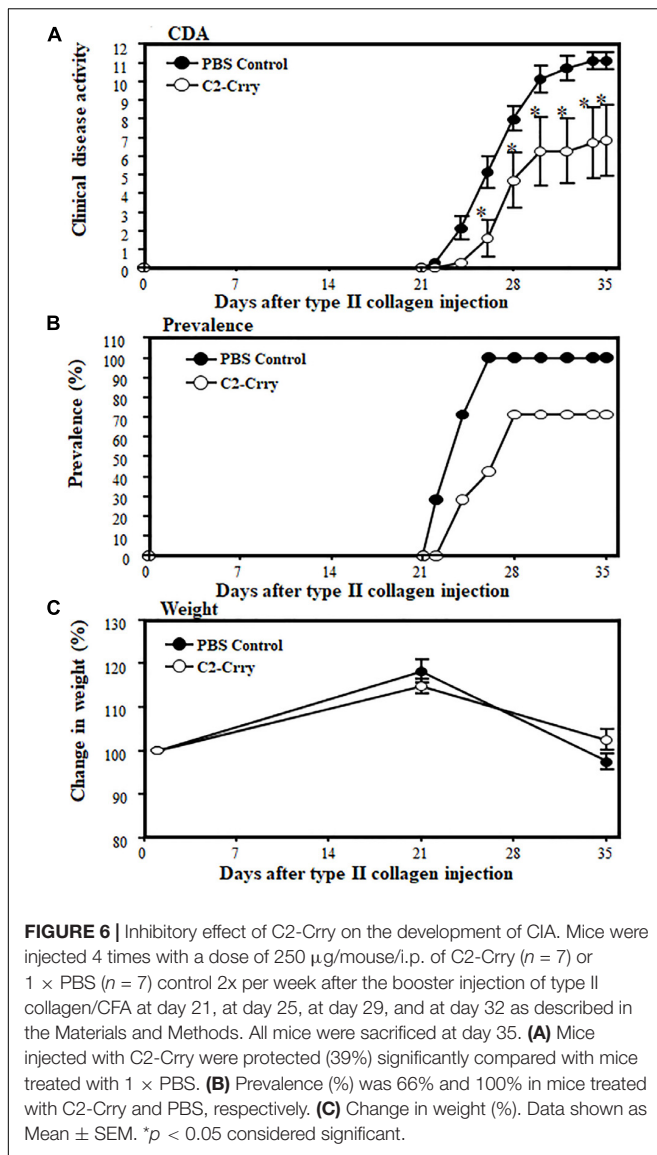 A
CDA
12
11
10
9
8
7
6
5
4
3
2
1
0
Clinical disease activity
PBS Control
C2-Crry
*
*
*
*
*
*
0 7 14 21 28 35
Days after type II collagen injection
B
Prevalence
110
100
90
80
70
60
50
40
30
20
10
0
Prevalence (%)
PBS Control
C2-Crry
0 7 14 21 28 35
Days after type II collagen injection
C
Weight
130
120
110
100
90
80
Change in weight (%)
PBS Control
C2-Crry
0 7 14 21 28 35
Days after type II collagen injection
FIGURE 6 | Inhibitory effect of C2-Crry on the development of CIA. Mice were
injected 4 times with a dose of 250 μg/mouse/i.p. of C2-Crry (n = 7) or
1 × PBS (n = 7) control 2x per week after the booster injection of type II
collagen/CFA at day 21, at day 25, at day 29, and at day 32 as described in
the Materials and Methods. All mice were sacrificed at day 35. (A) Mice
injected with C2-Crry were protected (39%) significantly compared with mice
treated with 1 × PBS. (B) Prevalence (%) was 66% and 100% in mice treated
with C2-Crry and PBS, respectively. (C) Change in weight (%). Data shown as
Mean ± SEM. *p < 0.05 considered significant.